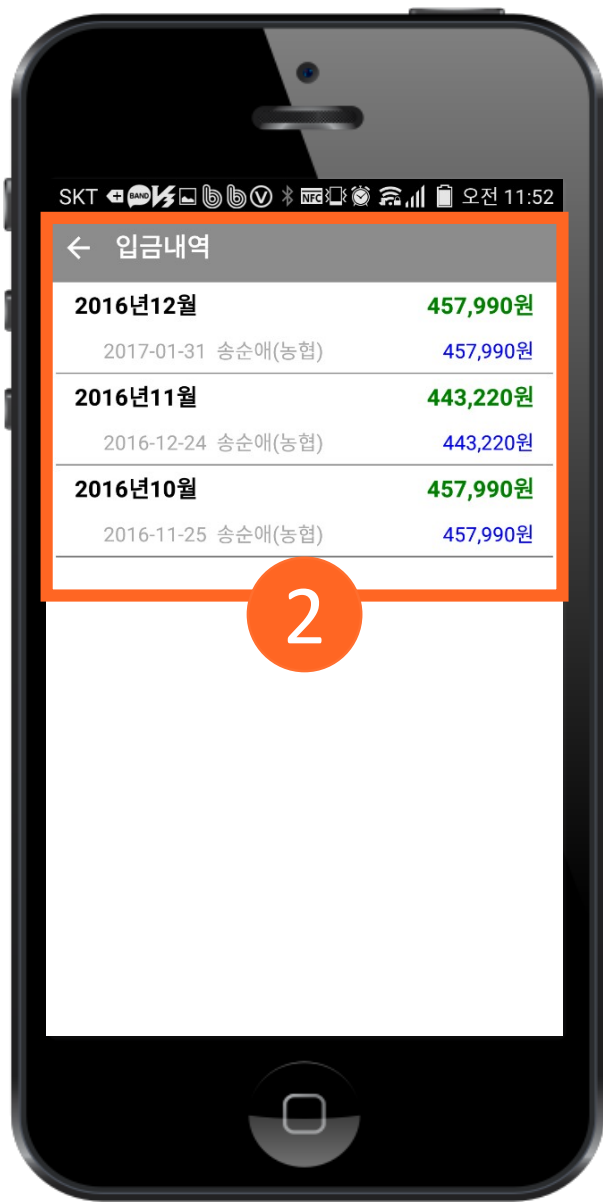 SKT BAND NFC 오전 11:52
← 입금내역
2016년12월 457,990원
2017-01-31 송순애(농협) 457,990원
2016년11월 443,220원
2016-12-24 송순애(농협) 443,220원
2016년10월 457,990원
2016-11-25 송순애(농협) 457,990원
2